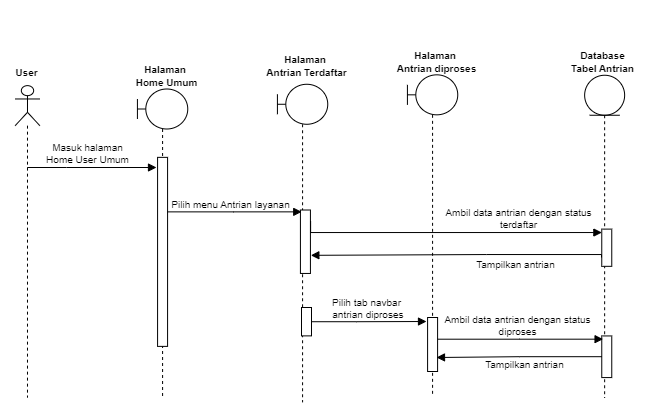 User
Halaman
Home Umum
Halaman
Antrian Terdaftar
Halaman
Antrian diproses
Database
Tabel Antrian
Masuk halaman
Home User Umum
Pilih menu Antrian layanan
Ambil data antrian dengan status
terdaftar
Tampilkan antrian
Pilih tab navbar
antrian diproses
Ambil data antrian dengan status
diproses
Tampilkan antrian